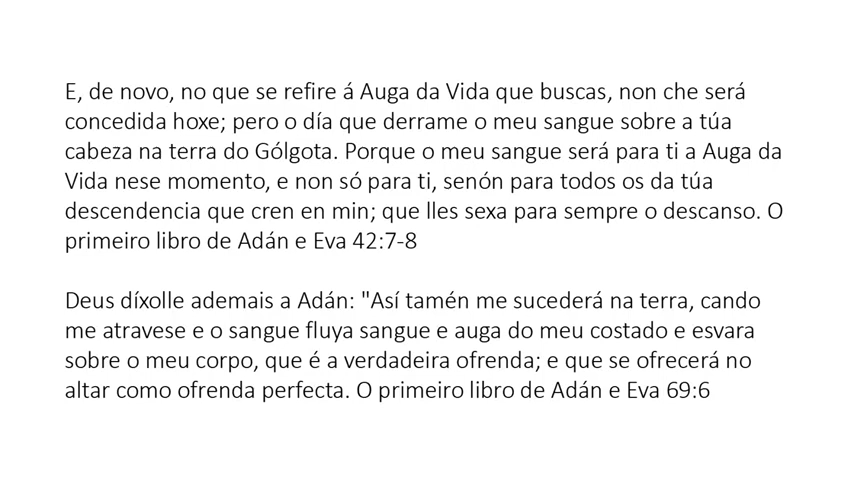 E, de novo, no que se refire á Auga da Vida que buscas, non che será
concedida hoxe; pero o día que derrame o meu sangue sobre a túa
cabeza na terra do Gólgota. Porque o meu sangue será para ti a Auga da
Vida nese momento, e non só para ti, senón para todos os da túa
descendencia que cren en min; que lles sexa para sempre o descanso. O
primeiro libro de Adán e Eva 42:7-8
Deus díxolle ademais a Adán: "Así tamén me sucederá na terra, cando
me atravese e o sangue fluya sangue e auga do meu costado e esvara
sobre o meu corpo, que é a verdadeira ofrenda; e que se ofrecerá no
altar como ofrenda perfecta. O primeiro libro de Adán e Eva 69:6